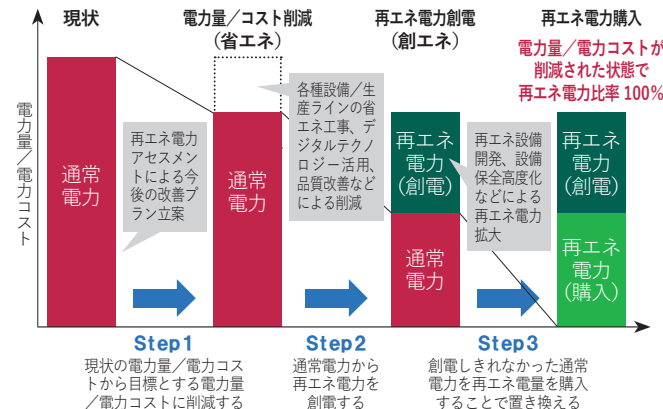 現状
電力量／コスト削減
（省エネ）
再エネ電力創電
（創エネ）
再エネ電力購入
電力量／電力コストが
削減された状態で
再エネ電力比率 100%
電力量／電力コスト
通常
電力
再エネ電力
アセスメント
による今
後の改善プ
ラン立案
通常
電力
各種設備／生
産ラインの省
エネ工事、デ
ジタルテクノ
ロジー活用、
品質改善など
による削減
再エネ
電力
（創電）
通常
電力
再エネ設備
開発、設備
保全高度化
などによる
再エネ電力
拡大
再エネ
電力
（創電）
再エネ
電力
（購入）
Step1
現状の電力量／電力コス
トから目標とする電力量
／電力コストに削減する
Step2
通常電力から
再エネ電力を
創電する
Step3
創電しきれなかった通常
電力を再エネ電量を購入
することで置き換える